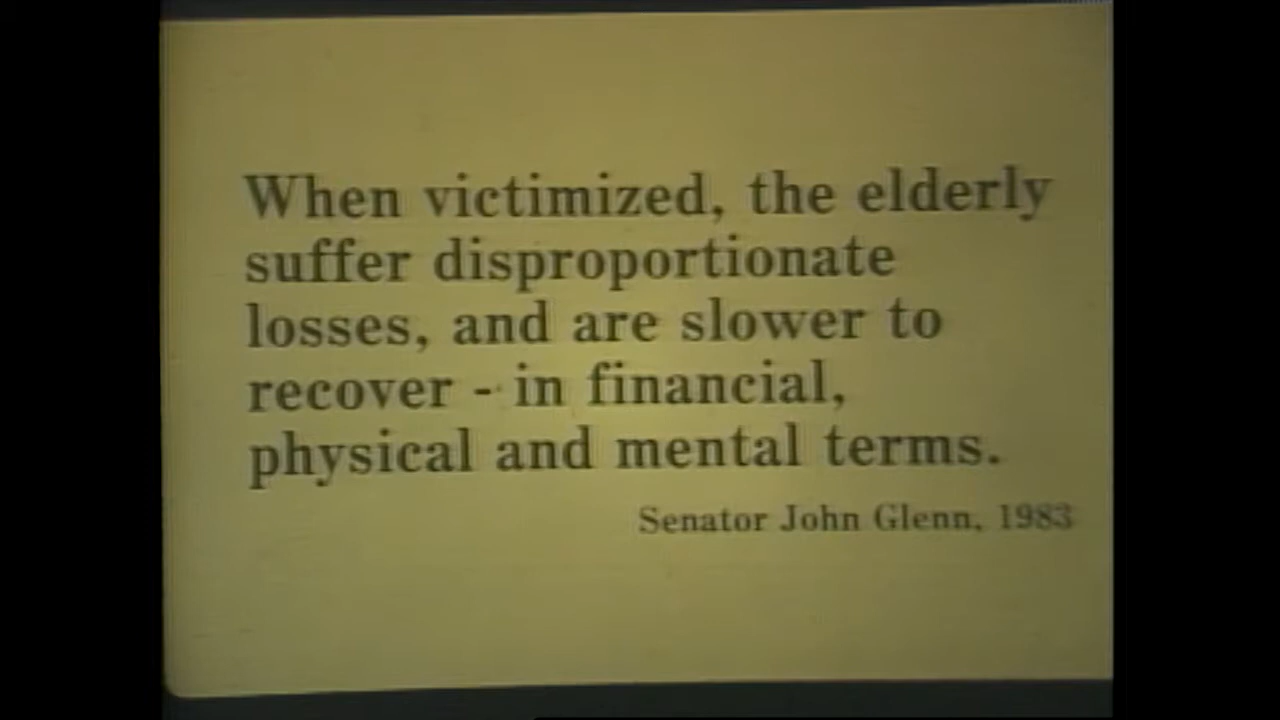 When victimized, the elderly
suffer disproportionate
losses, and are slower to
recover - in financial,
physical and mental terms.
Senator John Glenn, 1983